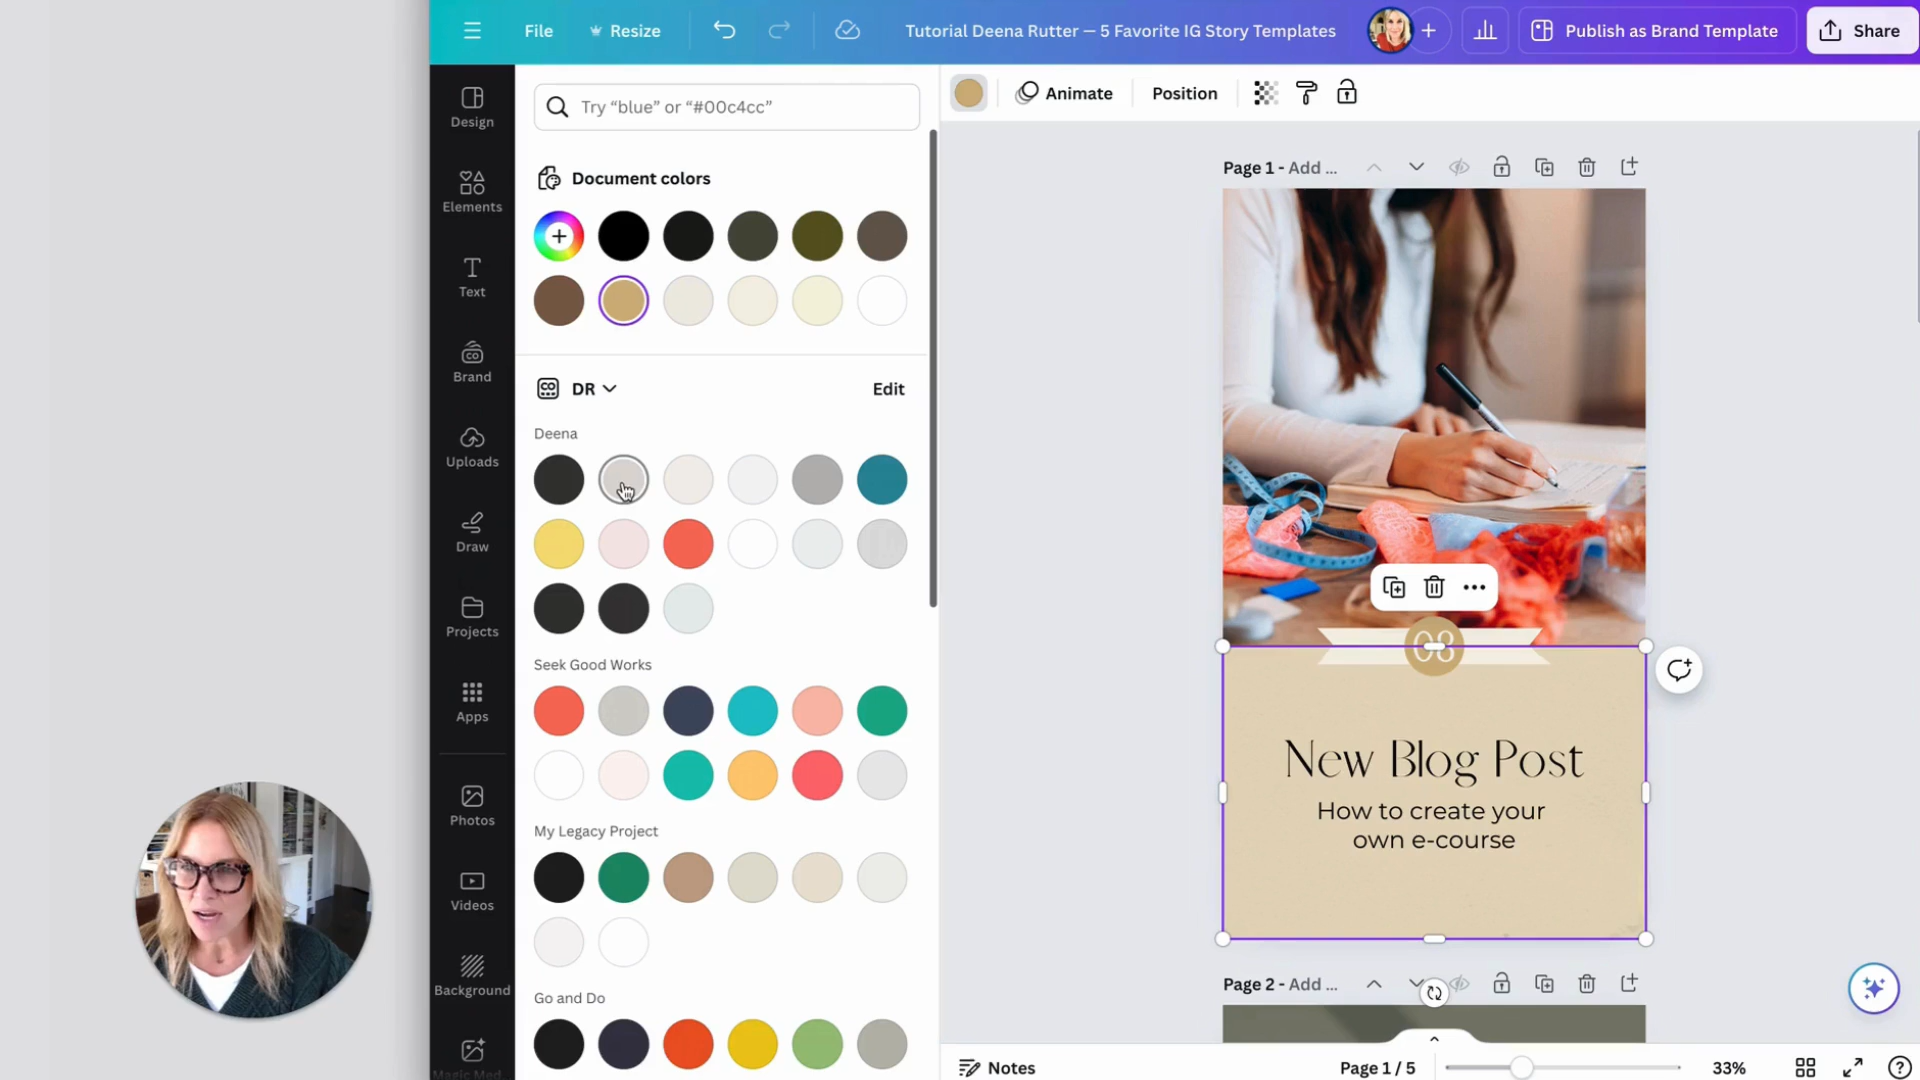 File
Resize
Tutorial Deena Rutter — 5 Favorite IG Story Templates
Publish as Brand Template
Share
Design
Elements
Text
Brand
Uploads
Draw
Projects
Apps
Photos
Videos
Background
Magic Med
Try “blue” or “#00c4cc”
Document colors
DR
Edit
Deena
Seek Good Works
My Legacy Project
Go and Do
Animate
Position
Page 1 - Add ...
08
New Blog Post
How to create your
own e-course
Page 2 - Add ...
Notes
Page 1 / 5
33%